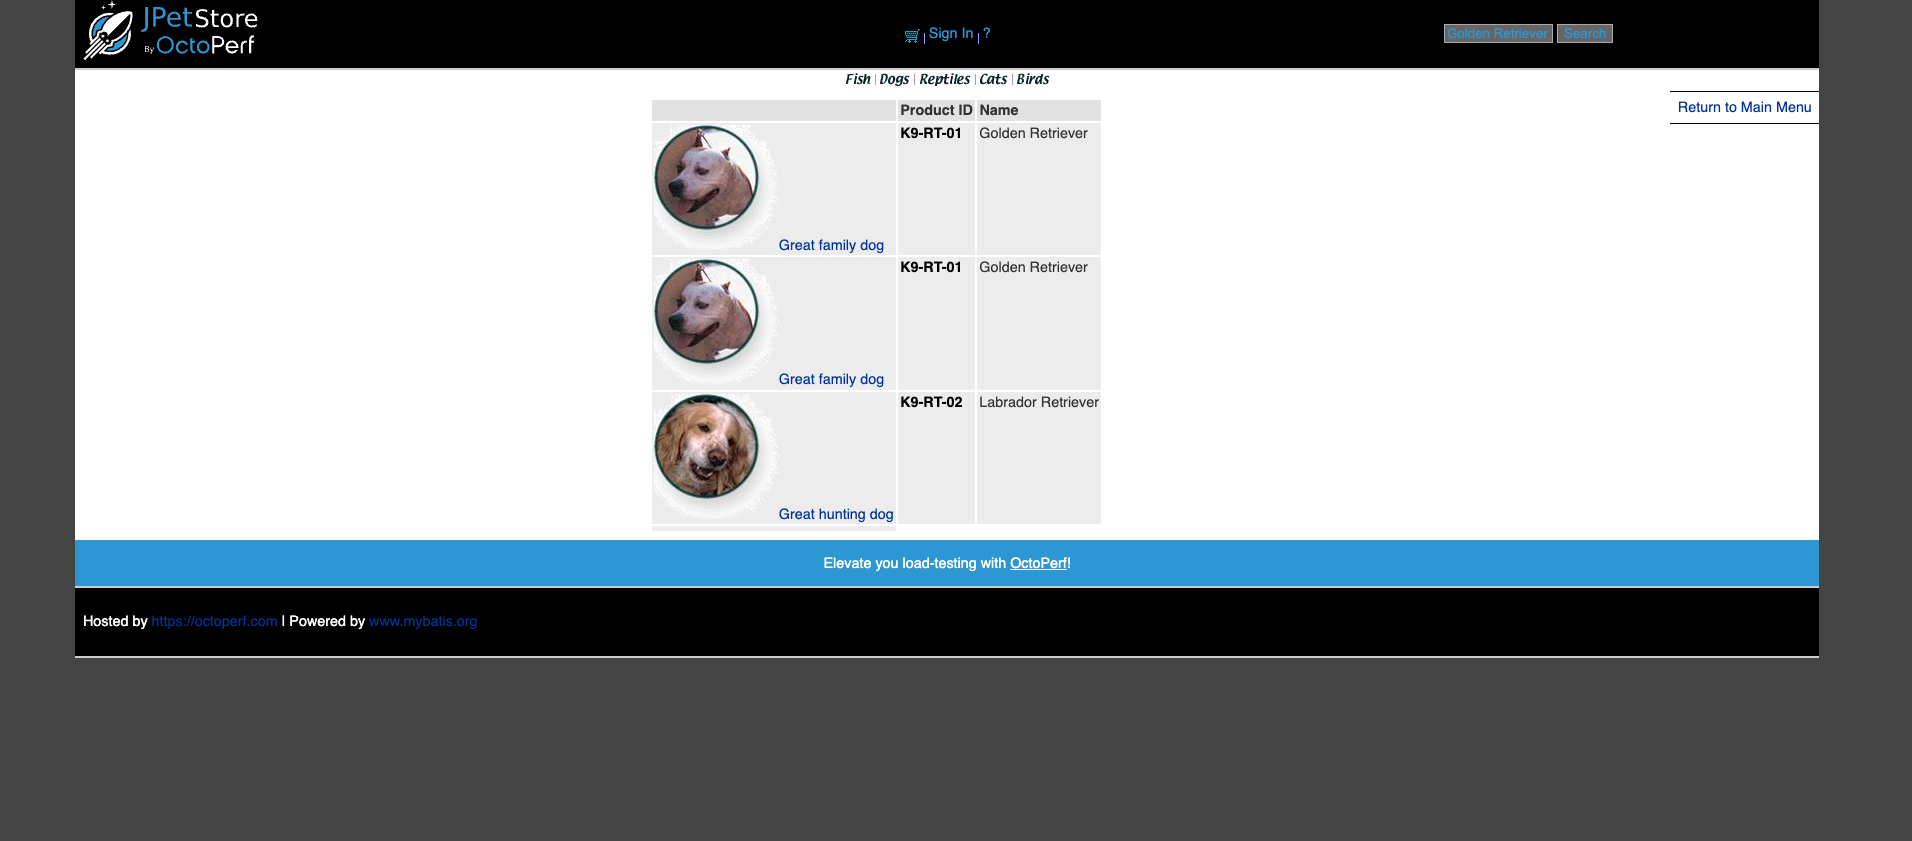 JPetStore
By OctoPerf
Sign In ?
Golden Retriever Search
Fish Dogs Reptiles Cats Birds
Return to Main Menu
Product ID Name
K9-RT-01 Golden Retriever
Great family dog
K9-RT-01 Golden Retriever
Great family dog
K9-RT-02 Labrador Retriever
Great hunting dog
Elevate you load-testing with OctoPerf!
Hosted by https://octoperf.com | Powered by www.mybatis.org